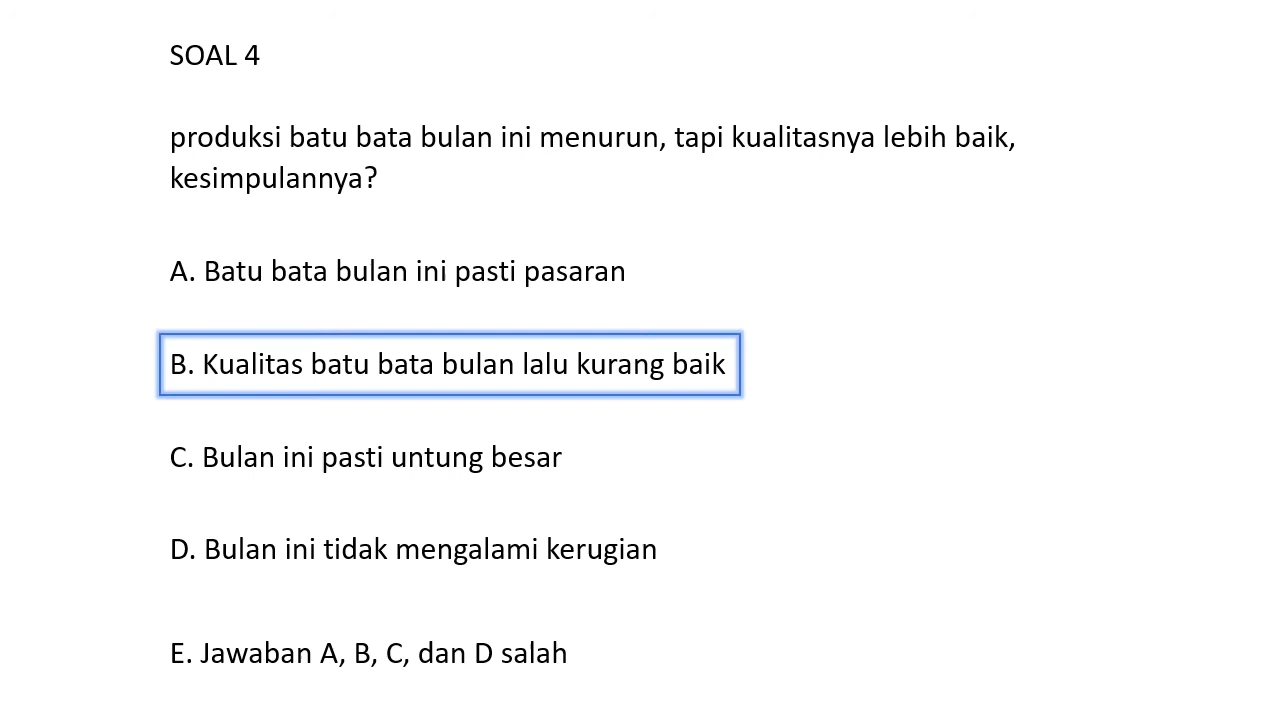 SOAL 4
produksi batu bata bulan ini menurun, tapi kualitasnya lebih baik,
kesimpulannya?
A. Batu bata bulan ini pasti pasaran
B. Kualitas batu bata bulan lalu kurang baik
C. Bulan ini pasti untung besar
D. Bulan ini tidak mengalami kerugian
E. Jawaban A, B, C, dan D salah